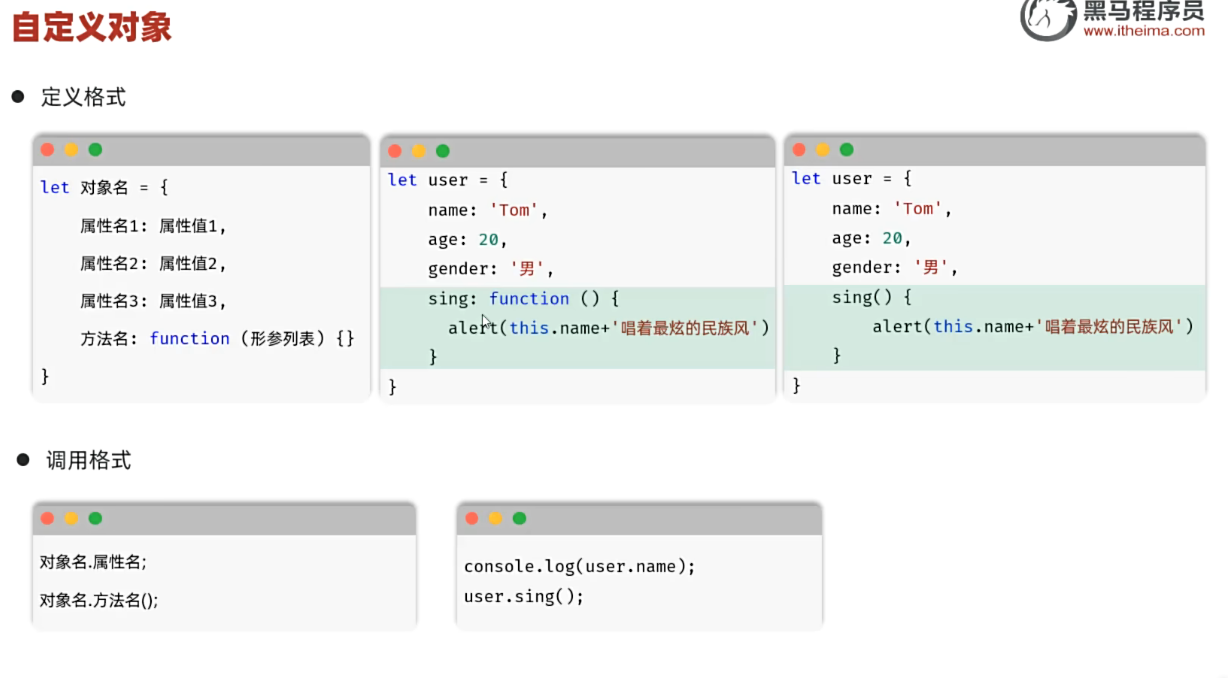 自定义对象
黑马程序员
www.itheima.com
● 定义格式
let 对象名 = {
属性名1: 属性值1,
属性名2: 属性值2,
属性名3: 属性值3,
方法名: function (形参列表) {}
}
let user = {
name: 'Tom',
age: 20,
gender: '男',
sing: function () {
alert(this.name+'唱着最炫的民族风')
}
}
let user = {
name: 'Tom',
age: 20,
gender: '男',
sing() {
alert(this.name+'唱着最炫的民族风')
}
}
● 调用格式
对象名.属性名;
对象名.方法名();
console.log(user.name);
user.sing();